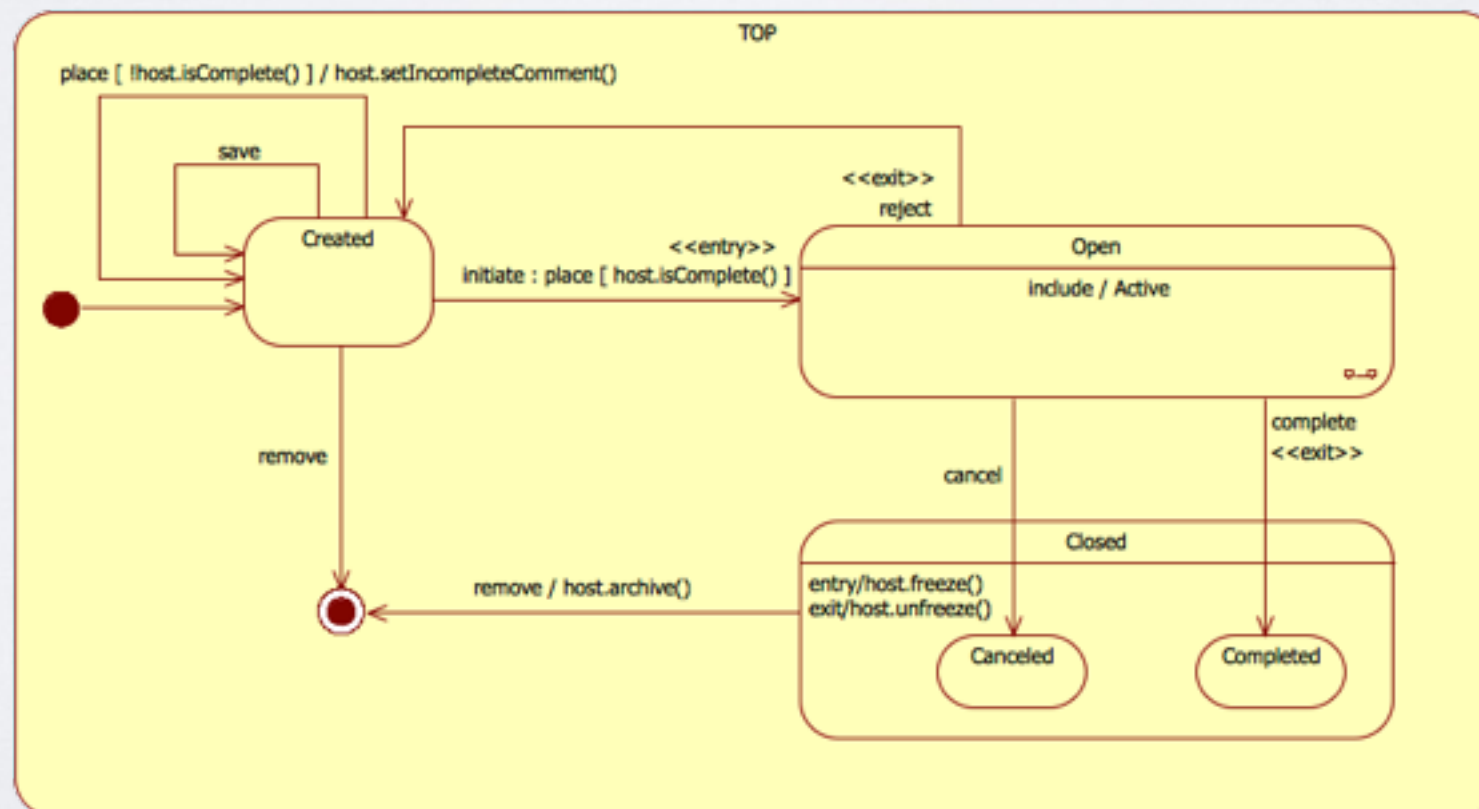 TOP
place [ !host.isComplete() ] / host.setIncompleteComment()
save
<<exit>>
reject
Created
<<entry>>
initiate : place [ host.isComplete() ]
Open
include / Active
remove
cancel
complete
<<exit>>
Closed
entry/host.freeze()
exit/host.unfreeze()
remove / host.archive()
Canceled
Completed